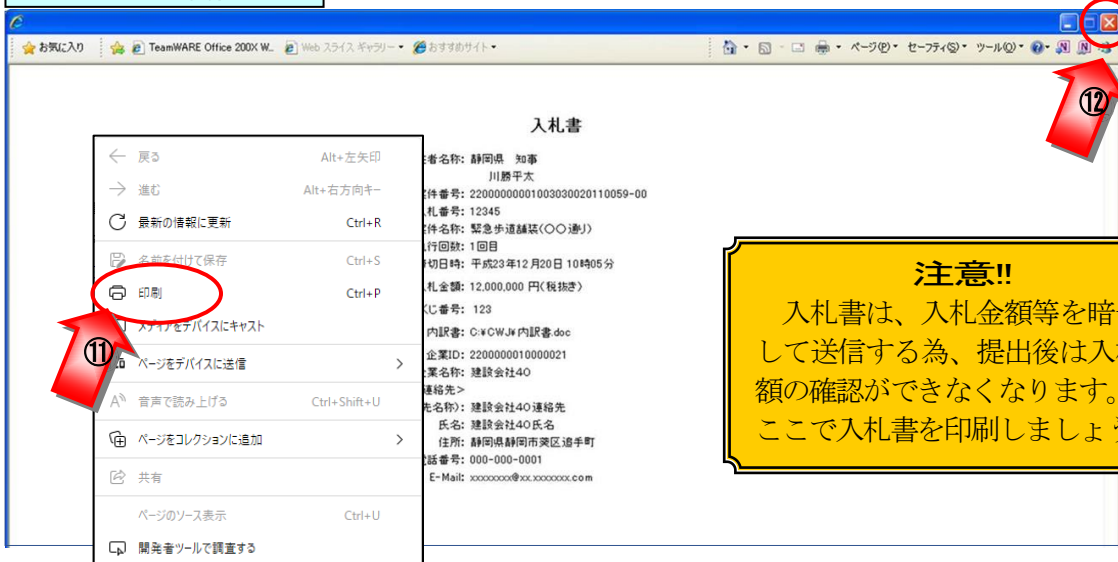 お気に入り TeamWARE Office 200X W... Web スライス ギャラリー おすすめサイト ページ(P) セーフティ(S) ツール(O)
⑫
入札書
者名称: 静岡県 知事
川勝平太
件番号: 22000000001003030020110059-00
札番号: 12345
件名称: 緊急歩道舗装(〇〇通り)
行回数: 1回目
切日時: 平成23年12月20日 10時05分
札金額: 12,000,000 円(税抜き)
じ番号: 123
内訳書: C:¥CWJ¥内訳書.doc
企業ID: 2200000010000021
業名称: 建設会社40
連絡先>
先名称): 建設会社40連絡先
氏名: 建設会社40氏名
住所: 静岡県静岡市葵区追手町
話番号: 000-000-0001
E-Mail: xxxxxxxx@xx.xxxxxxx.com
戻る Alt+左矢印
進む Alt+右方向キー
最新の情報に更新 Ctrl+R
名前を付けて保存 Ctrl+S
印刷 Ctrl+P
⑪
メディアをデバイスにキャスト
ページをデバイスに送信
音声で読み上げる Ctrl+Shift+U
ページをコレクションに追加
共有
ページのソース表示 Ctrl+U
開発者ツールで調査する
注意!!
入札書は、入札金額等を暗
して送信する為、提出後は入
額の確認ができなくなります。
ここで入札書を印刷しましょ